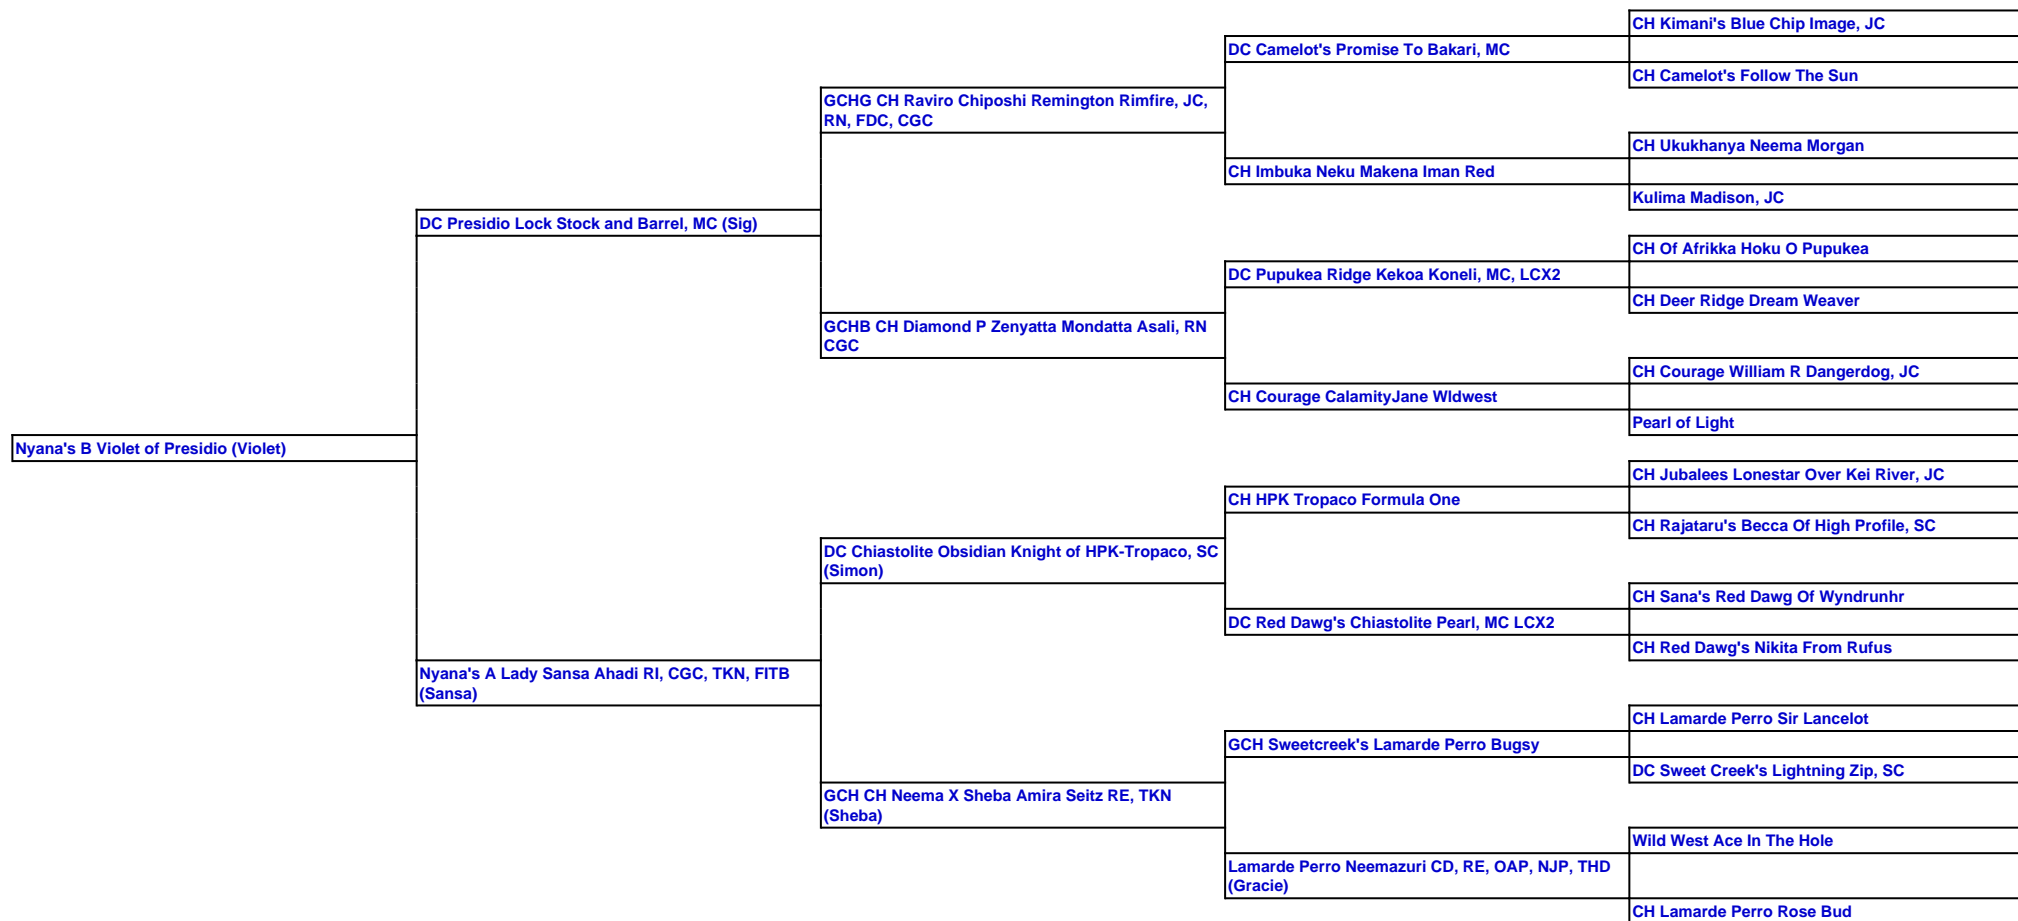 CH Kimani's Blue Chip Image, JC
DC Camelot's Promise To Bakari, MC
CH Camelot's Follow The Sun
GCHG CH Raviro Chiposhi Remington Rimfire, JC,
RN, FDC, CGC
CH Ukukhanya Neema Morgan
CH Imbuka Neku Makena Iman Red
Kulima Madison, JC
DC Presidio Lock Stock and Barrel, MC (Sig)
CH Of Afrikka Hoku O Pupukea
DC Pupukea Ridge Kekoa Koneli, MC, LCX2
CH Deer Ridge Dream Weaver
GCHB CH Diamond P Zenyatta Mondatta Asali, RN
CGC
CH Courage William R Dangerdog, JC
CH Courage CalamityJane Wldwest
Pearl of Light
Nyana's B Violet of Presidio (Violet)
CH Jubalees Lonestar Over Kei River, JC
CH HPK Tropaco Formula One
CH Rajataru's Becca Of High Profile, SC
DC Chiastolite Obsidian Knight of HPK-Tropaco, SC
(Simon)
CH Sana's Red Dawg Of Wyndrunhr
DC Red Dawg's Chiastolite Pearl, MC LCX2
CH Red Dawg's Nikita From Rufus
Nyana's A Lady Sansa Ahadi RI, CGC, TKN, FITB
(Sansa)
CH Lamarde Perro Sir Lancelot
GCH Sweetcreek's Lamarde Perro Bugsy
DC Sweet Creek's Lightning Zip, SC
GCH CH Neema X Sheba Amira Seitz RE, TKN
(Sheba)
Wild West Ace In The Hole
Lamarde Perro Neemazuri CD, RE, OAP, NJP, THD
(Gracie)
CH Lamarde Perro Rose Bud